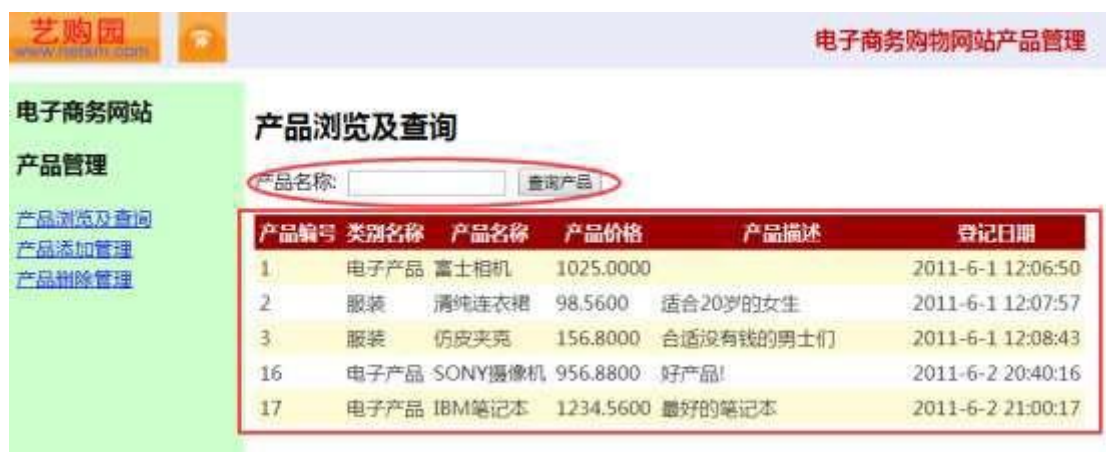 艺购园
电子商务购物网站产品管理
电子商务网站
产品管理
产品浏览及查询
产品添加管理
产品删除管理
产品浏览及查询
产品名称: 查询产品
产品编号 类别名称 产品名称 产品价格 产品描述 登记日期
1 电子产品 富士相机 1025.0000 2011-6-1 12:06:50
2 服装 清纯连衣裙 98.5600 适合20岁的女生 2011-6-1 12:07:57
3 服装 仿皮夹克 156.8000 合适没有钱的男士们 2011-6-1 12:08:43
16 电子产品 SONY摄像机 956.8800 好产品! 2011-6-2 20:40:16
17 电子产品 IBM笔记本 1234.5600 最好的笔记本 2011-6-2 21:00:17